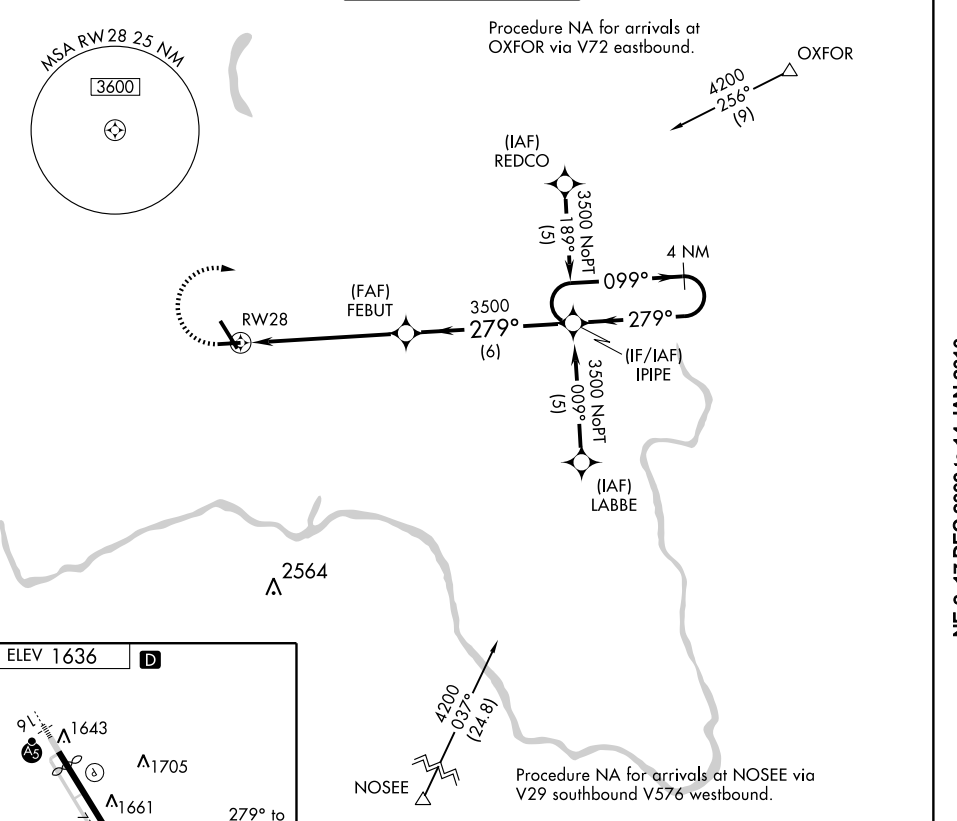 MSA RW28 25 NM
3600
Procedure NA for arrivals at
OXFOR via V72 eastbound.
OXFOR
4200
256°
(9)
(IAF)
REDCO
3500 NoPT
189°
(5)
4 NM
099°
279°
(FAF)
FEBUT
RW28
3500
279°
(6)
(IF/IAF)
IPIPE
3500 NoPT
009°
(5)
(IAF)
LABBE
2564
ELEV 1636
D
16
A5
1643
1705
1661
279° to
4200
037°
(24.8)
NOSEE
Procedure NA for arrivals at NOSEE via
V29 southbound V576 westbound.